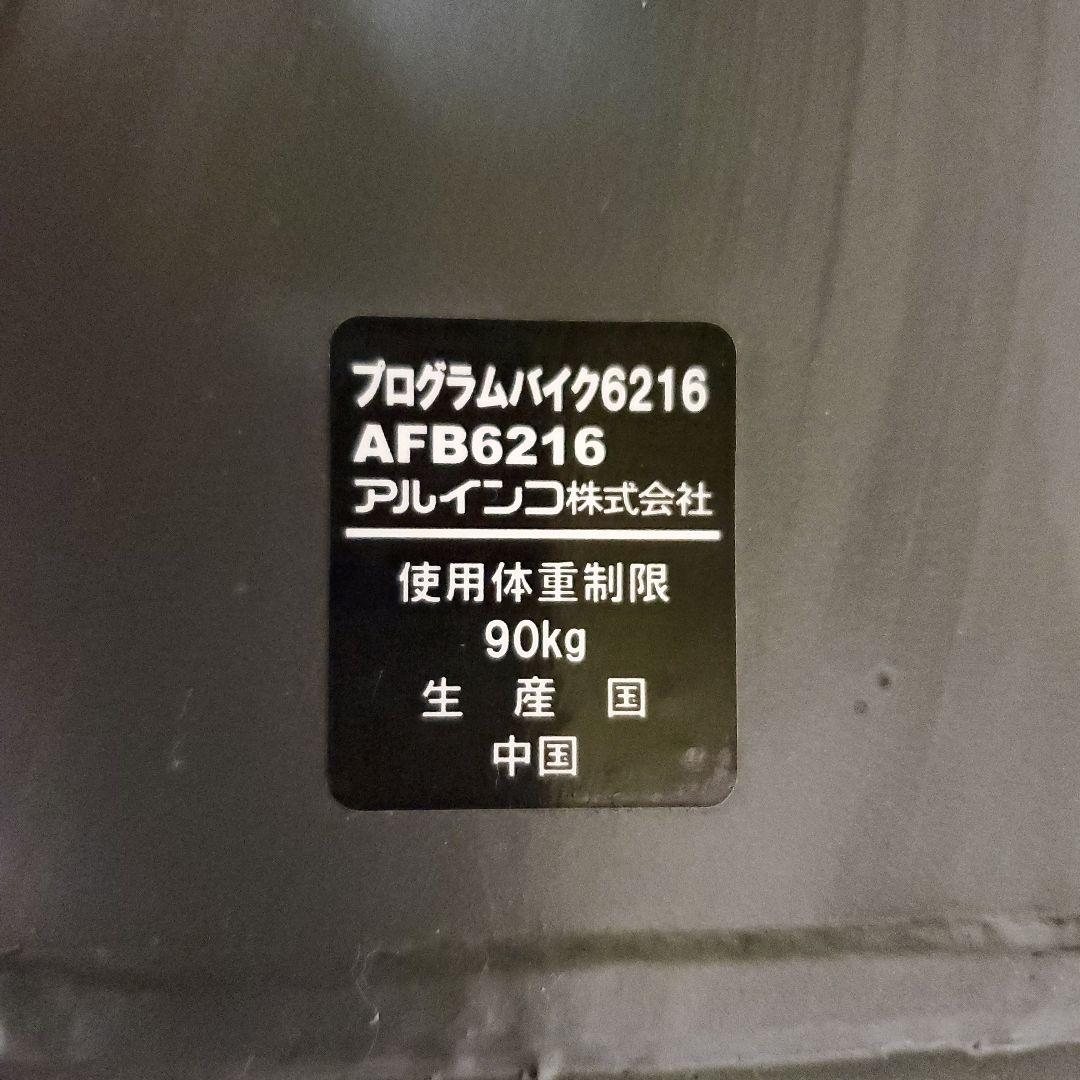 プログラムバイク6216
AFB6216
アルインコ株式会社
使用体重制限
90kg
生産国
中国